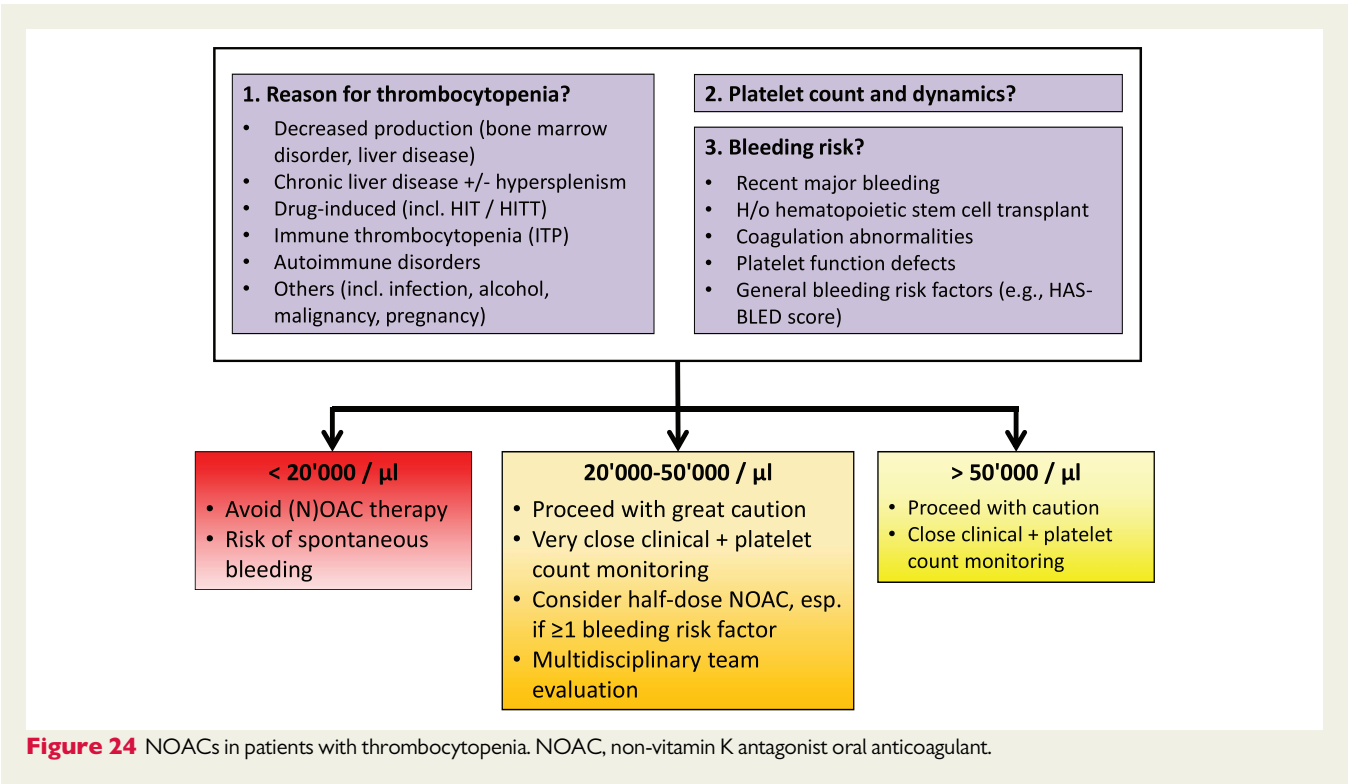 1. Reason for thrombocytopenia?
• Decreased production (bone marrow
disorder, liver disease)
• Chronic liver disease +/- hypersplenism
• Drug-induced (incl. HIT / HITT)
• Immune thrombocytopenia (ITP)
• Autoimmune disorders
• Others (incl. infection, alcohol,
malignancy, pregnancy)
2. Platelet count and dynamics?
3. Bleeding risk?
• Recent major bleeding
• H/o hematopoietic stem cell transplant
• Coagulation abnormalities
• Platelet function defects
• General bleeding risk factors (e.g., HAS-
BLED score)
< 20'000 / µl
• Avoid (N)OAC therapy
• Risk of spontaneous
bleeding
20'000-50'000 / µl
• Proceed with great caution
• Very close clinical + platelet
count monitoring
• Consider half-dose NOAC, esp.
if ≥1 bleeding risk factor
• Multidisciplinary team
evaluation
> 50'000 / µl
• Proceed with caution
• Close clinical + platelet
count monitoring
Figure 24 NOACs in patients with thrombocytopenia. NOAC, non-vitamin K antagonist oral anticoagulant.